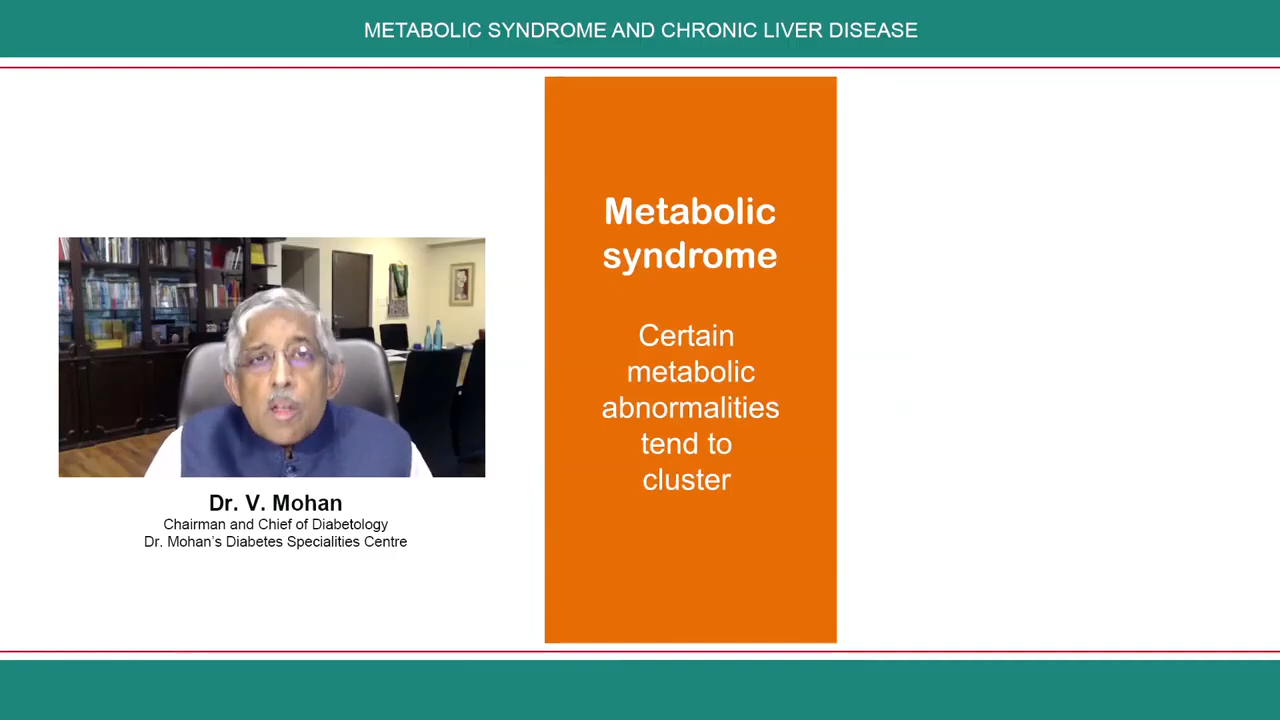 METABOLIC SYNDROME AND CHRONIC LIVER DISEASE
Metabolic
syndrome
Certain
metabolic
abnormalities
tend to
cluster
Dr. V. Mohan
Chairman and Chief of Diabetology
Dr. Mohan's Diabetes Specialities Centre